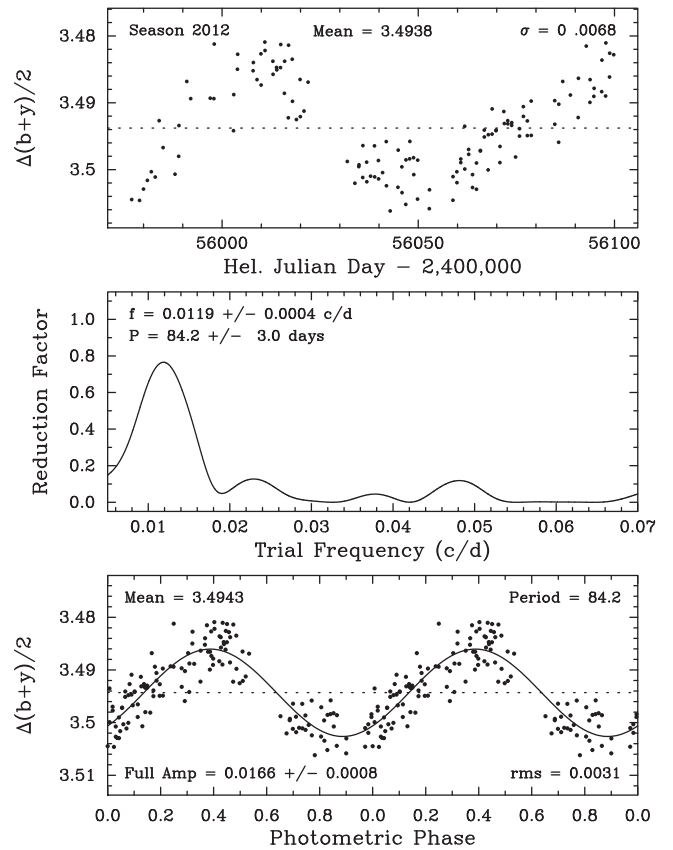 Season 2012 Mean = 3.4938 σ = 0 .0068
3.48
3.49
3.5
Δ(b+y)/2
56000 56050 56100
Hel. Julian Day − 2,400,000
f = 0.0119 +/− 0.0004 c/d
P = 84.2 +/− 3.0 days
1.0
0.8
0.6
0.4
0.2
0.0
Reduction Factor
0.01 0.02 0.03 0.04 0.05 0.06 0.07
Trial Frequency (c/d)
Mean = 3.4943 Period = 84.2
3.48
3.49
3.5
3.51
Δ(b+y)/2
Full Amp = 0.0166 +/− 0.0008 rms = 0.0031
0.0 0.2 0.4 0.6 0.8 0.0 0.2 0.4 0.6 0.8 0.0
Photometric Phase